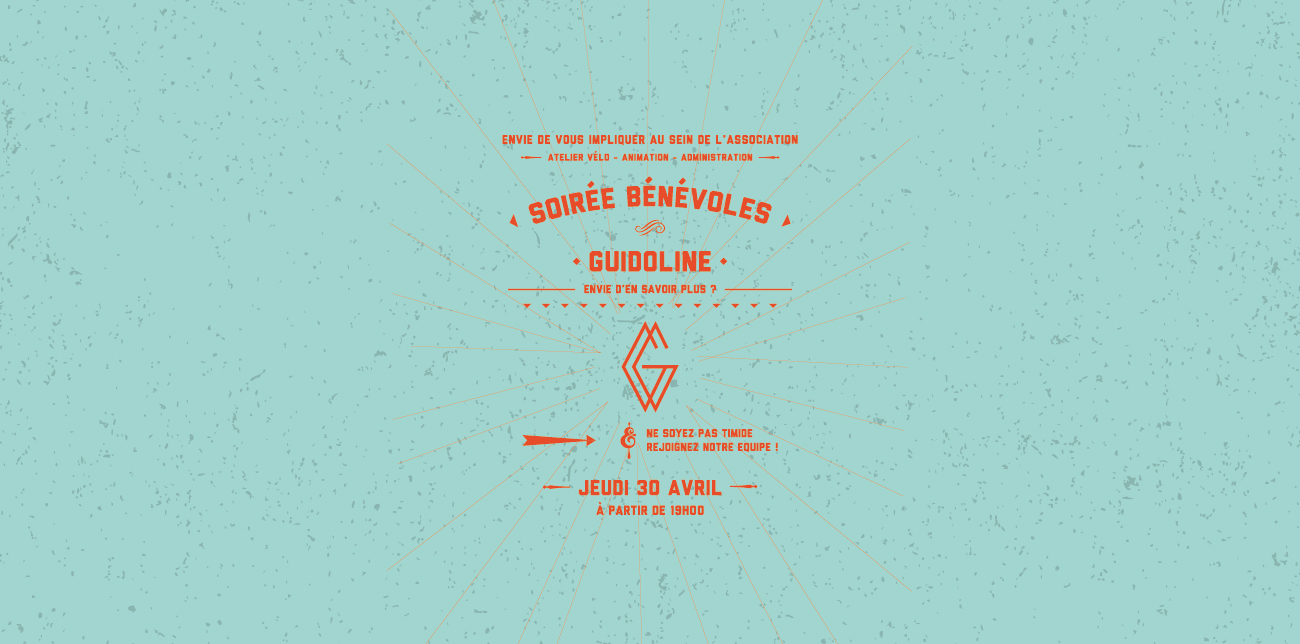 ENVIE DE VOUS IMPLIQUER AU SEIN DE L'ASSOCIATION
ATELIER VÉLO - ANIMATION - ADMINISTRATION
SOIRÉE BÉNÉVOLES
GUIDOLINE
ENVIE D'EN SAVOIR PLUS ?
G
& NE SOYEZ PAS TIMIDE
REJOIGNEZ NOTRE EQUIPE !
JEUDI 30 AVRIL
À PARTIR DE 19H00